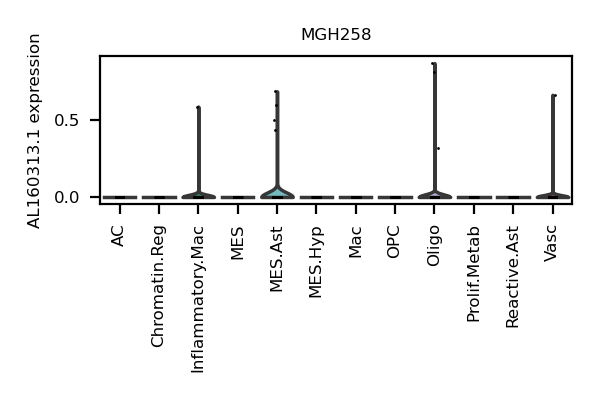 MGH258
AL160313.1 expression
0.5
0.0
AC
Chromatin.Reg
Inflammatory.Mac
MES
MES.Ast
MES.Hyp
Mac
OPC
Oligo
Prolif.Metab
Reactive.Ast
Vasc